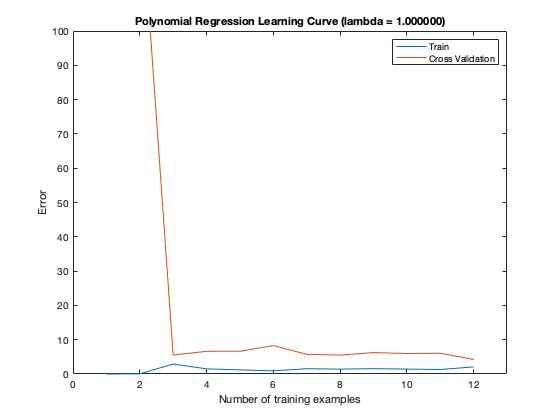 Polynomial Regression Learning Curve (lambda = 1.000000)
100
90
80
70
60
50
40
30
20
10
0
Error
Train
Cross Validation
0 2 4 6 8 10 12
Number of training examples